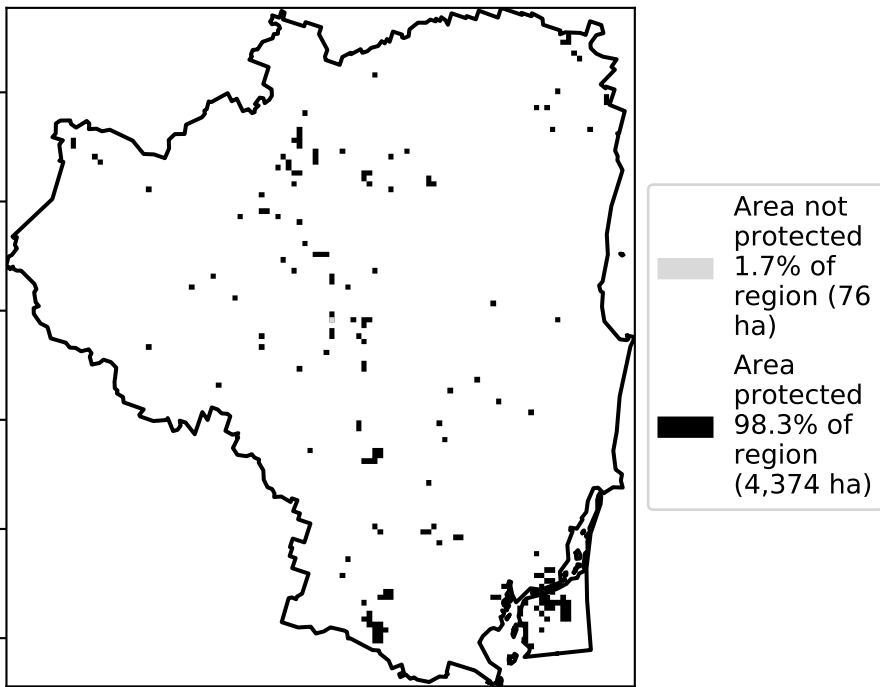 Area not
protected
1.7% of
region (76
ha)
Area
protected
98.3% of
region
(4,374 ha)